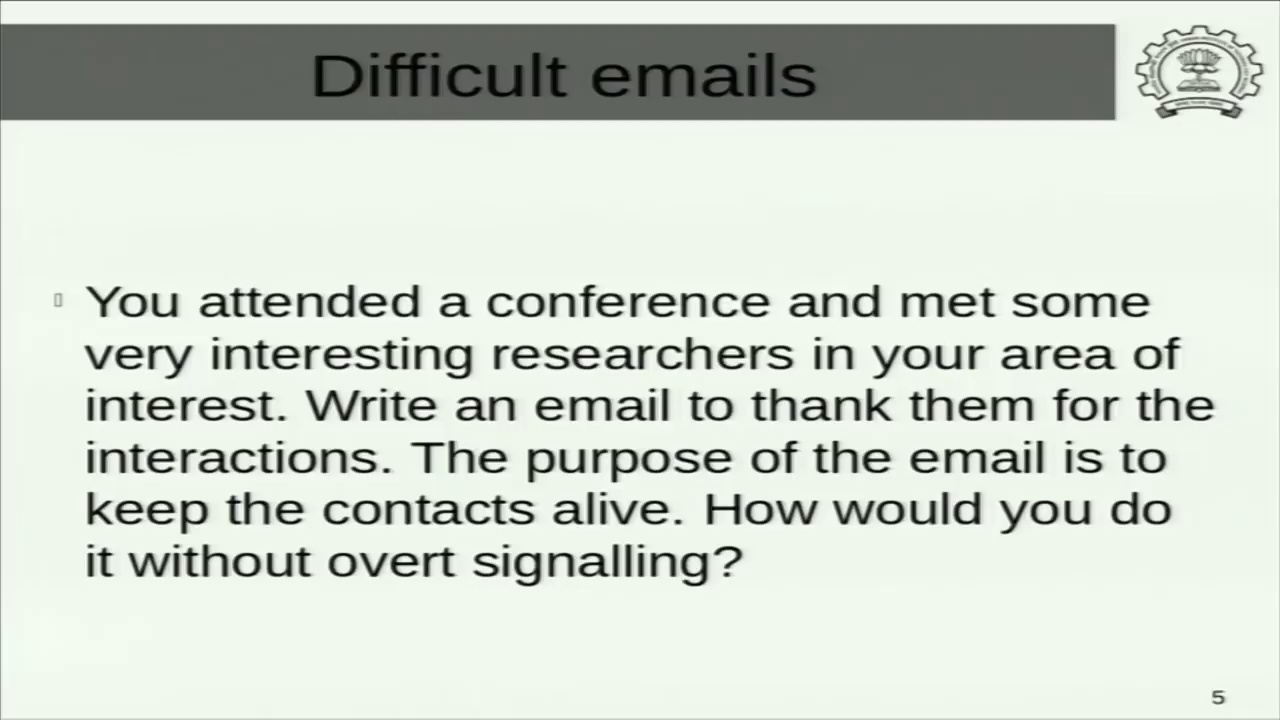 Difficult emails
You attended a conference and met some
very interesting researchers in your area of
interest. Write an email to thank them for the
interactions. The purpose of the email is to
keep the contacts alive. How would you do
it without overt signalling?
5